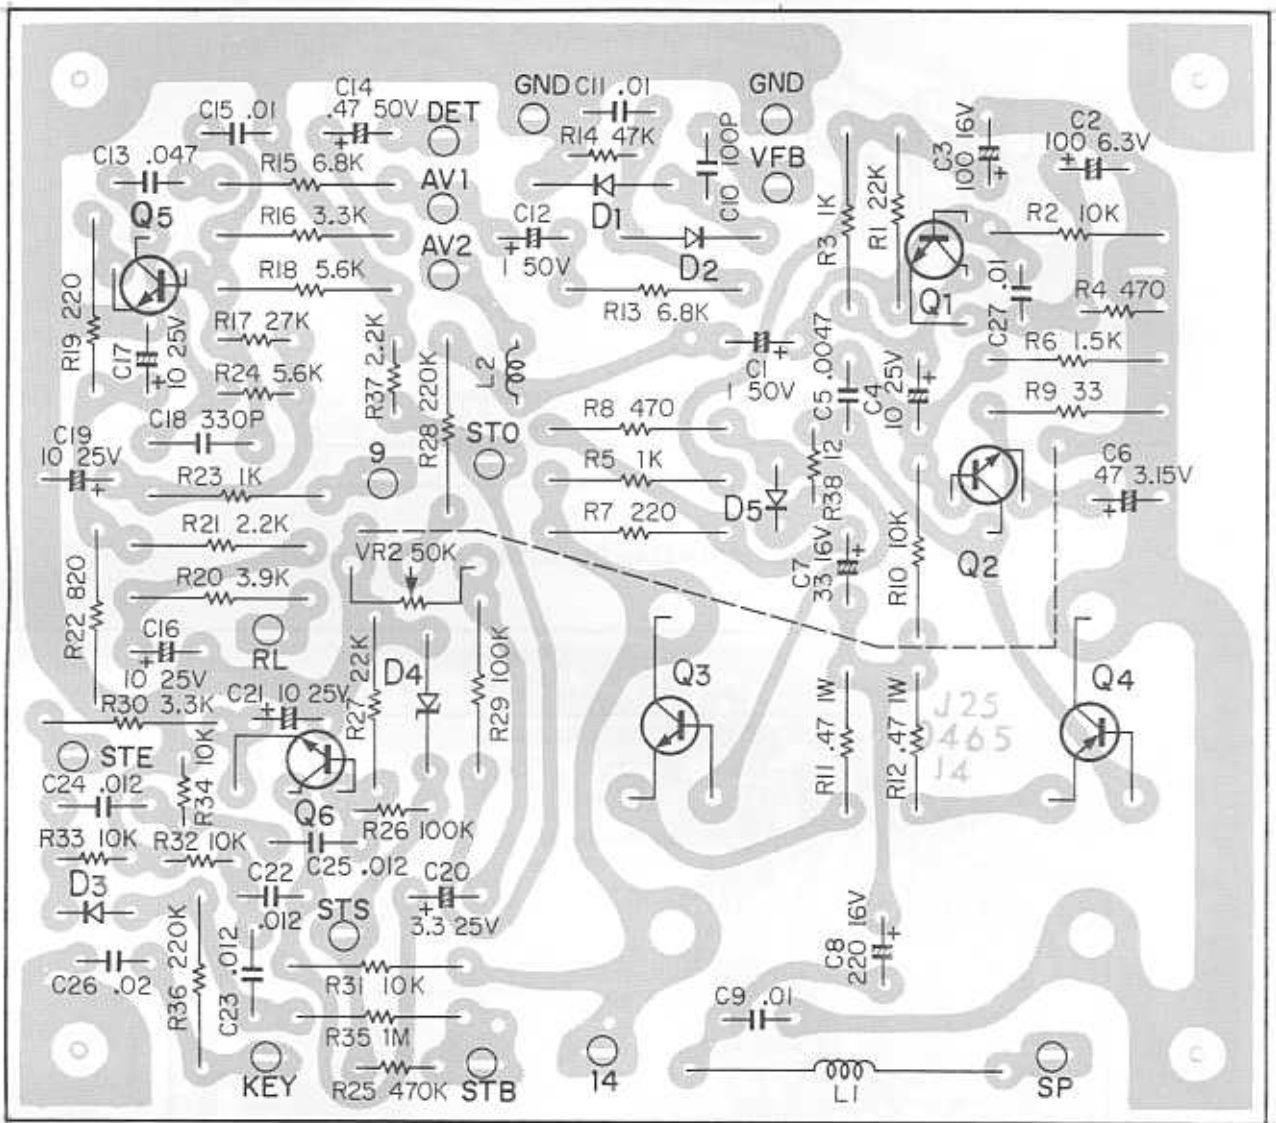 GND C11 .01 GND
C14
.47 50V
C15 .01
DET
R14 47K
C10 100P
VFB
C3 16V
100
C2
100 6.3V
C13 .047
R15 6.8K
AV1
D1
R3 1K
R1 22K
Q5
R16 3.3K
C12
1 50V
R2 10K
AV2
D2
R18 5.6K
R13 6.8K
Q1
C27 .01
R4 470
R19 220
C17
10 25V
R17 27K
R37 2.2K
R28 220K
L2
C1
1 50V
C5 .0047
C4
10 25V
R6 1.5K
R24 5.6K
R9 33
C18 330P
R8 470
C19
10 25V
9
STO
R5 1K
R38 12
C6
47 3.15V
R23 1K
D5
R7 220
R21 2.2K
VR2 50K
C7
33 16V
R10 10K
Q2
R22 820
R20 3.9K
RL
C16
10 25V
R27 22K
D4
R29 100K
Q3
Q4
C21 10 25V
R30 3.3K
R11 .47 1W
R12 .47 1W
J25
0465
14
STE
C24 .012
R34 10K
Q6
R26 100K
R33 10K
R32 10K
C25 .012
D3
C22
.012
STS
C20
3.3 25V
C26 .02
R36 220K
C23 .012
R31 10K
C8
220 16V
C9 .01
R35 1M
KEY
R25 470K
STB
14
L1
SP